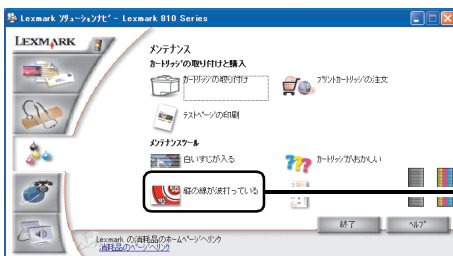 Lexmark ソリューションナビ - Lexmark 810 Series
LEXMARK
メンテナンス
カートリッジの取り付けと購入
カートリッジの取り付け
プリントカートリッジの注文
テストページの印刷
メンテナンスツール
白いすじが入る
カートリッジがおかしい
縦の線が波打っている
終了
ヘルプ
Lexmark の消耗品のホームページへリンク
消耗品のページへリンク